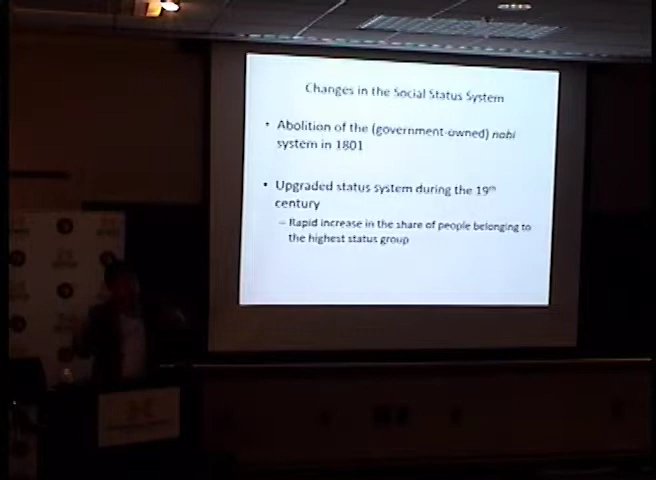 Changes in the Social Status System
• Abolition of the (government-owned) nobi
system in 1801
• Upgraded status system during the 19th
century
– Rapid increase in the share of people belonging to
the highest status group